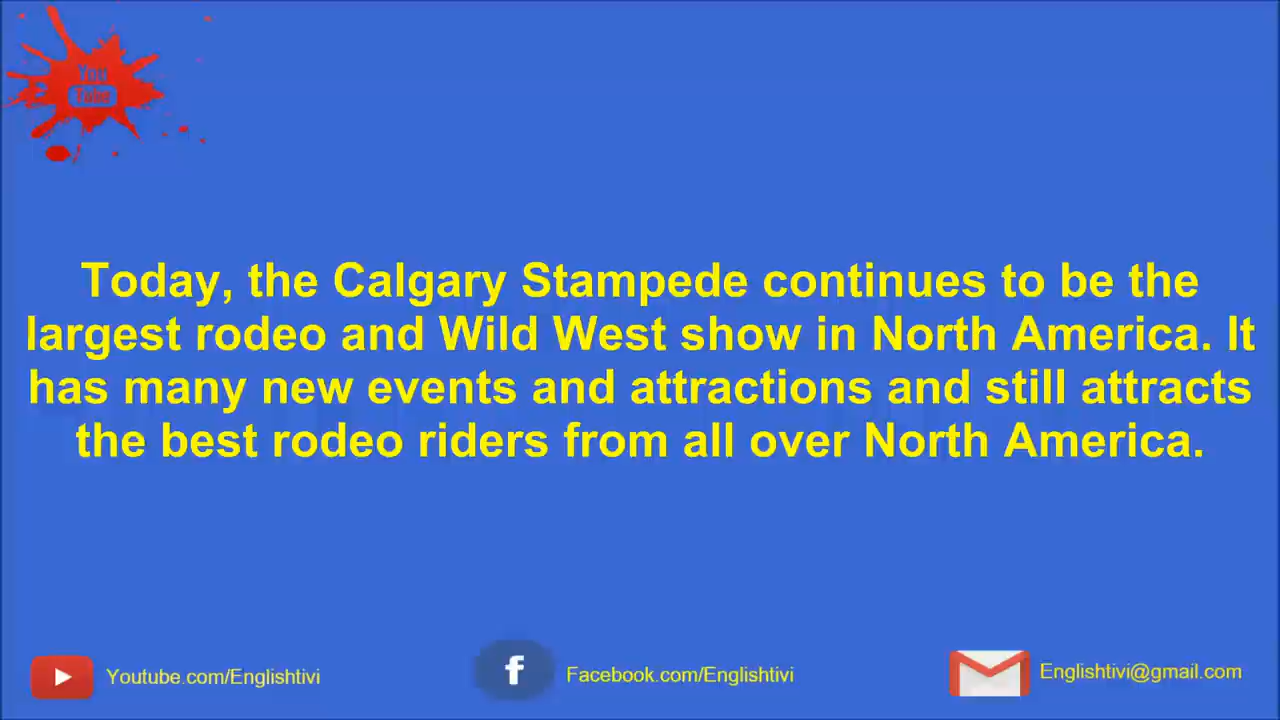 You
Tube
Today, the Calgary Stampede continues to be the
largest rodeo and Wild West show in North America. It
has many new events and attractions and still attracts
the best rodeo riders from all over North America.
Youtube.com/Englishtivi
Facebook.com/Englishtivi
Englishtivi@gmail.com